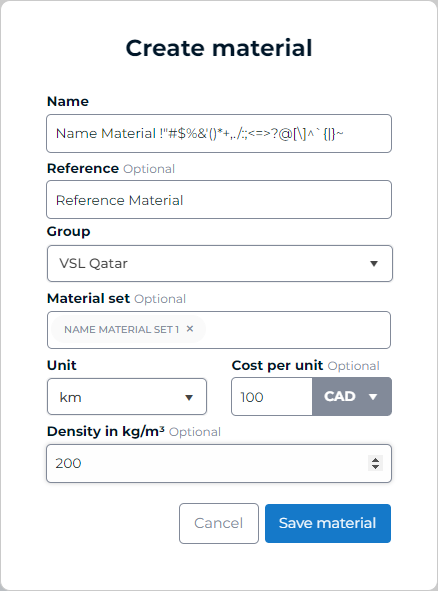 Create material
Name
Name Material !"#$%&'()*+,./:;<=>?@[\]^`{|}~
Reference Optional
Reference Material
Group
VSL Qatar
Material set Optional
NAME MATERIAL SET 1 ×
Unit
Cost per unit Optional
km
100
CAD
Density in kg/m³ Optional
200
Cancel
Save material